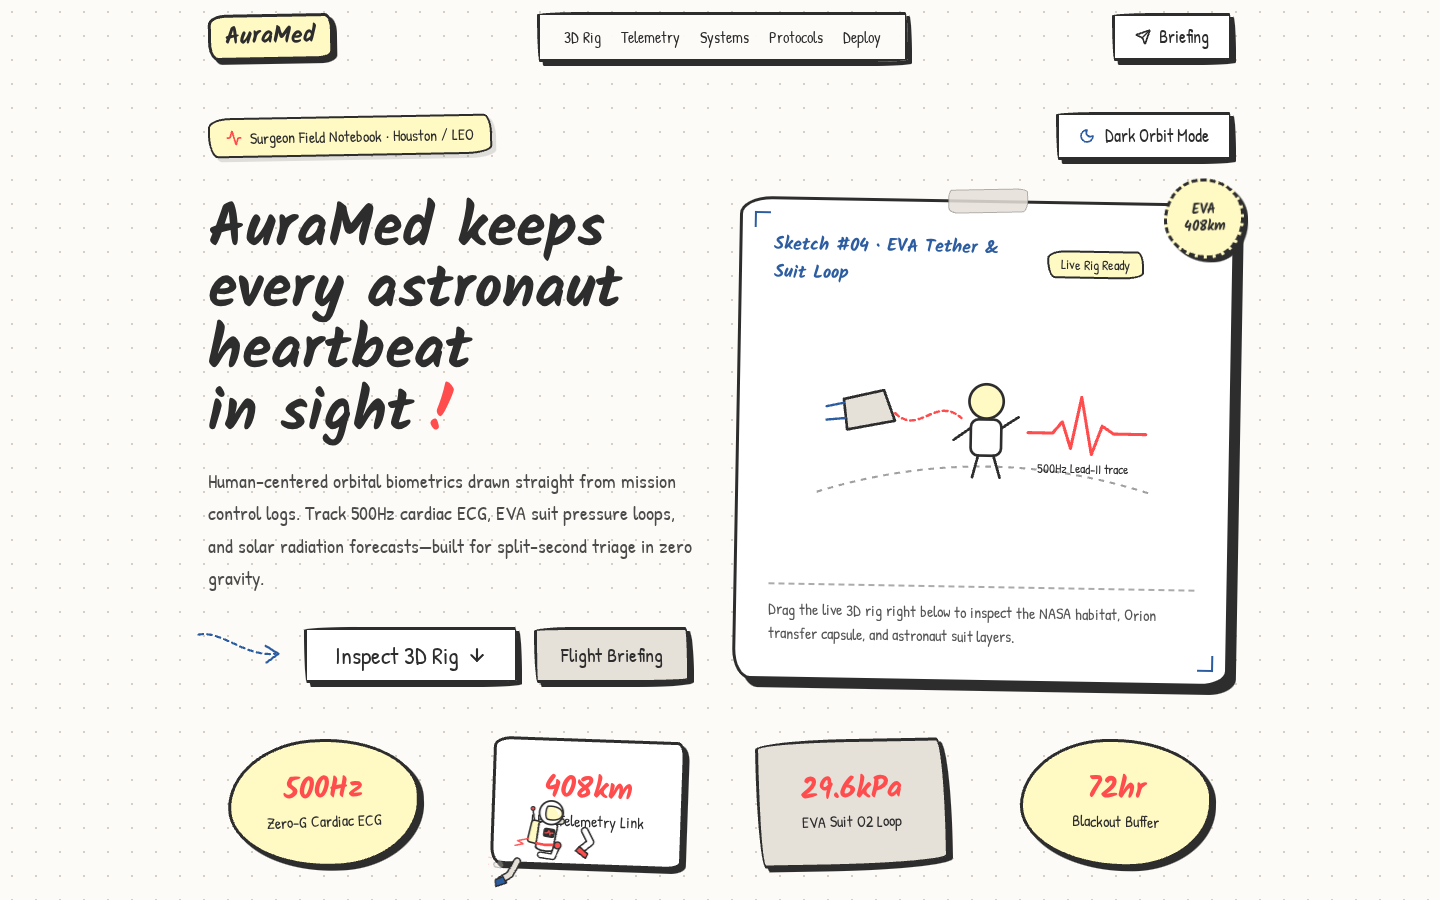 AuraMed
3D Rig Telemetry Systems Protocols Deploy
Briefing
Surgeon Field Notebook · Houston / LEO
Dark Orbit Mode
AuraMed keeps
every astronaut
heartbeat
in sight !
Human-centered orbital biometrics drawn straight from mission
control logs. Track 500Hz cardiac ECG, EVA suit pressure loops,
and solar radiation forecasts—built for split-second triage in zero
gravity.
Inspect 3D Rig
Flight Briefing
EVA
408km
Sketch #04 · EVA Tether &
Suit Loop
Live Rig Ready
500Hz Lead-II trace
Drag the live 3D rig right below to inspect the NASA habitat, Orion
transfer capsule, and astronaut suit layers.
500Hz
Zero-G Cardiac ECG
408km
Link
29.6kPa
EVA Suit O2 Loop
72hr
Blackout Buffer